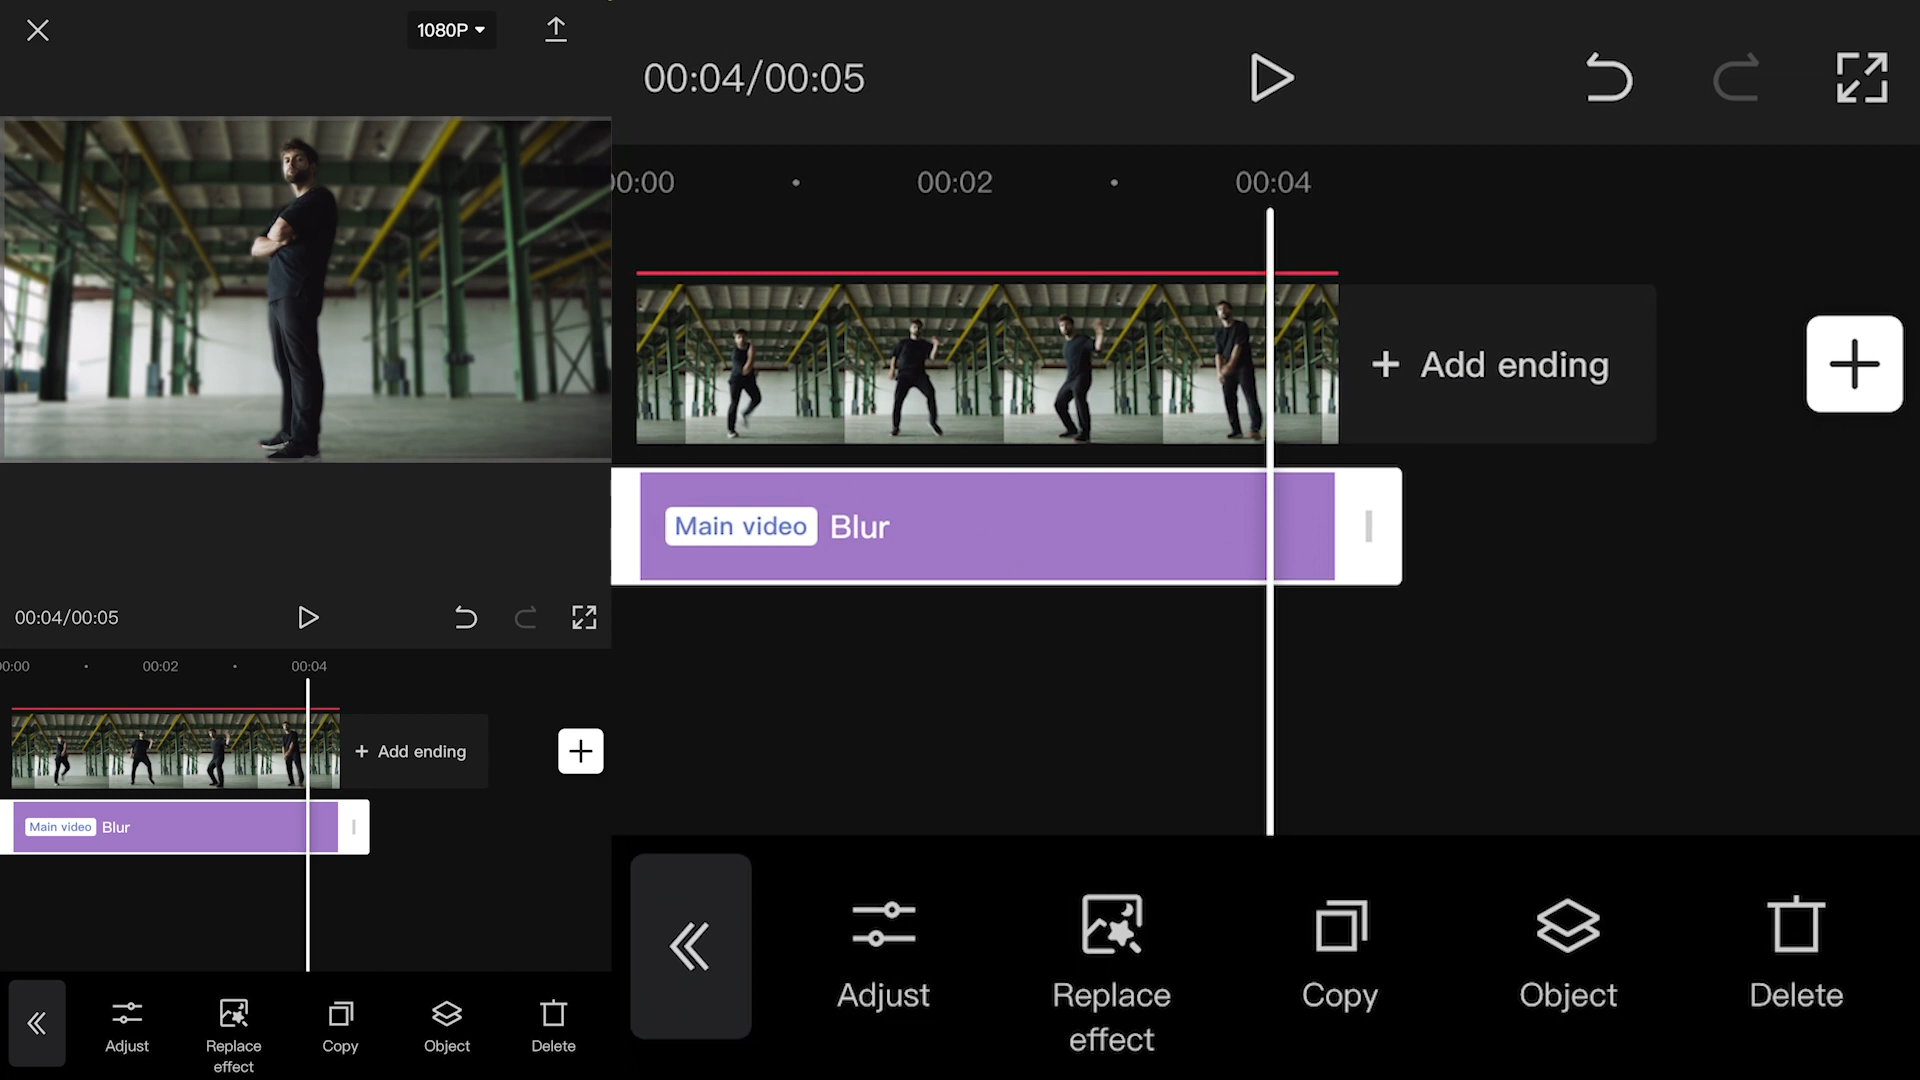 1080P
00:04/00:05
00:00
00:02
00:04
+ Add ending
Main video Blur
Adjust
Replace effect
Copy
Object
Delete
00:04/00:05
00:00
00:02
00:04
+ Add ending
Main video Blur
Adjust
Replace
effect
Copy
Object
Delete